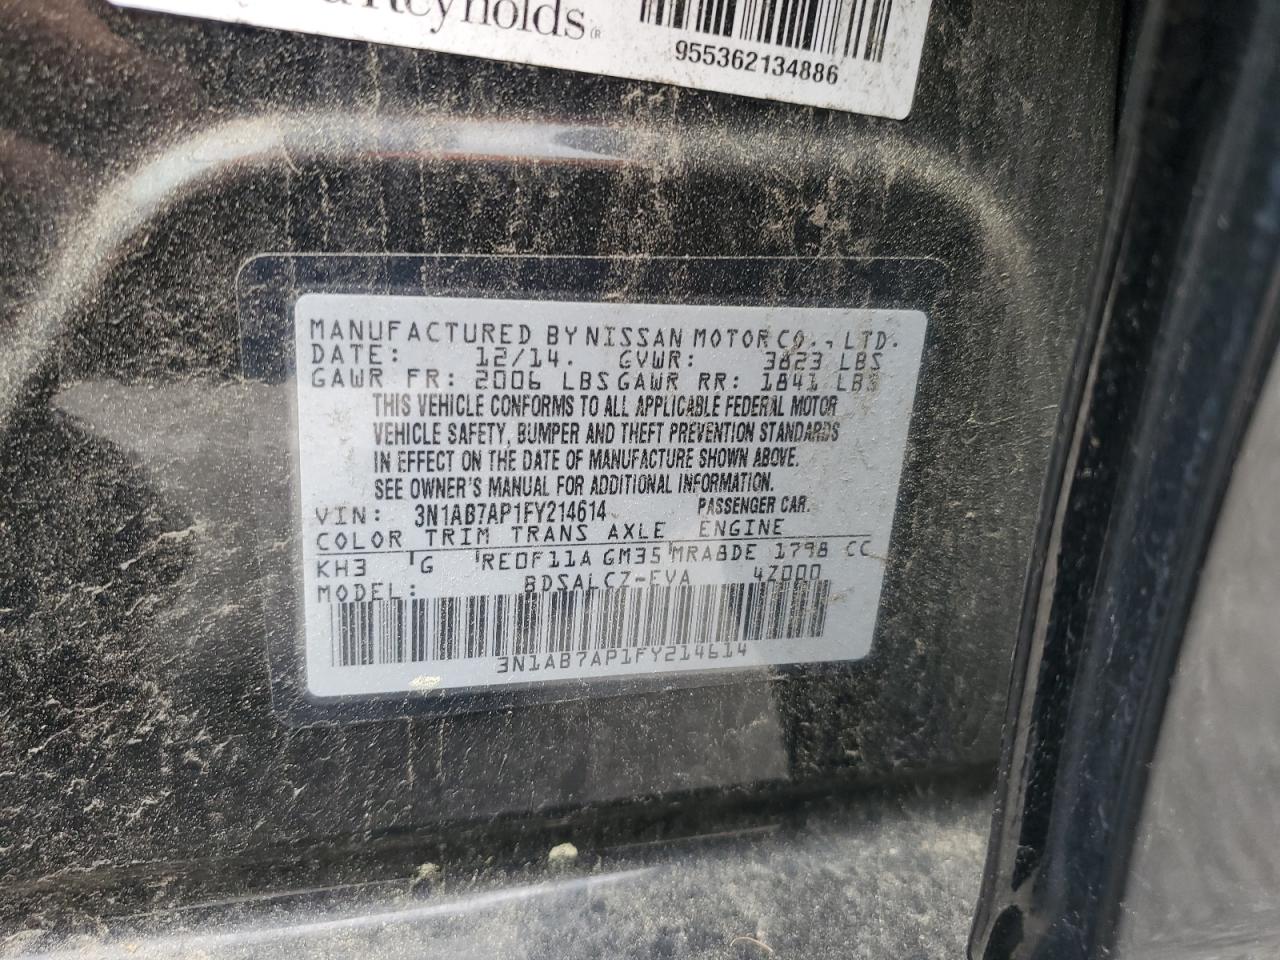 Reynolds®
955362134886
MANUFACTURED BY NISSAN MOTOR CO., LTD.
DATE: 12/14. GVWR: 3823 LBS
GAWR FR: 2006 LBS GAWR RR: 1841 LBS
THIS VEHICLE CONFORMS TO ALL APPLICABLE FEDERAL MOTOR
VEHICLE SAFETY, BUMPER AND THEFT PREVENTION STANDARDS
IN EFFECT ON THE DATE OF MANUFACTURE SHOWN ABOVE.
SEE OWNER'S MANUAL FOR ADDITIONAL INFORMATION.
VIN: 3N1AB7AP1FY214614 PASSENGER CAR.
COLOR TRIM TRANS AXLE ENGINE
KH3 G RE0F11A GM35 MRA8DE 1798 CC
MODEL: BDSALCZ-EVA 4Z000
3N1AB7AP1FY214614